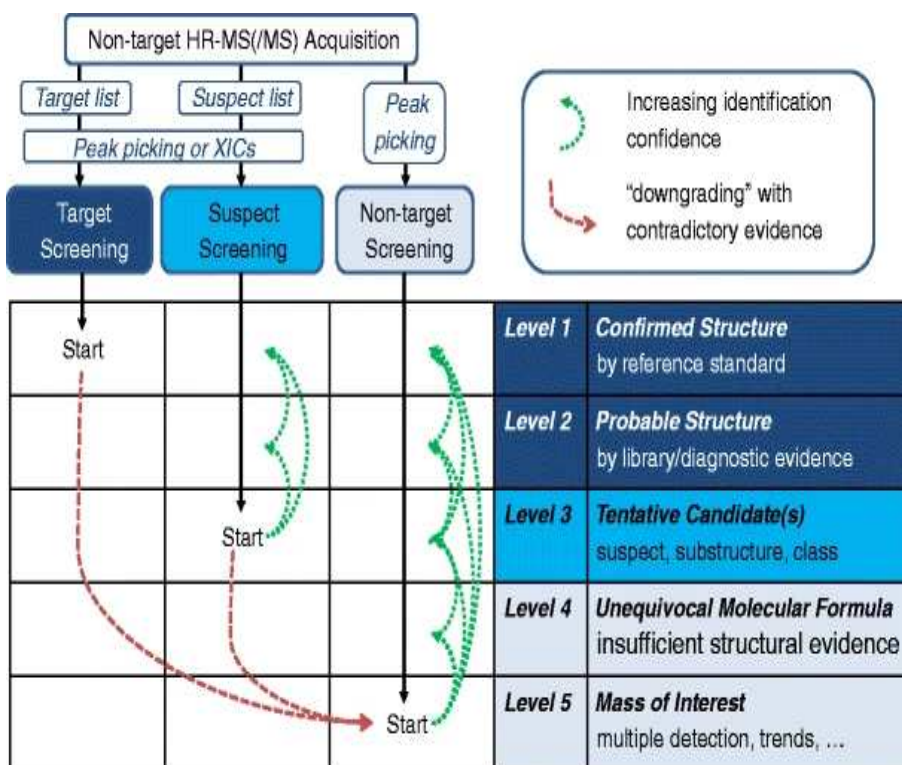 Non-target HR-MS(/MS) Acquisition
Target list
Suspect list
Peak
picking
Peak picking or XICs
Target
Screening
Suspect
Screening
Non-target
Screening
Increasing identification
confidence
“downgrading” with
contradictory evidence
Start
Level 1
Confirmed Structure
by reference standard
Level 2
Probable Structure
by library/diagnostic evidence
Start
Level 3
Tentative Candidate(s)
suspect, substructure, class
Level 4
Unequivocal Molecular Formula
insufficient structural evidence
Start
Level 5
Mass of Interest
multiple detection, trends, …